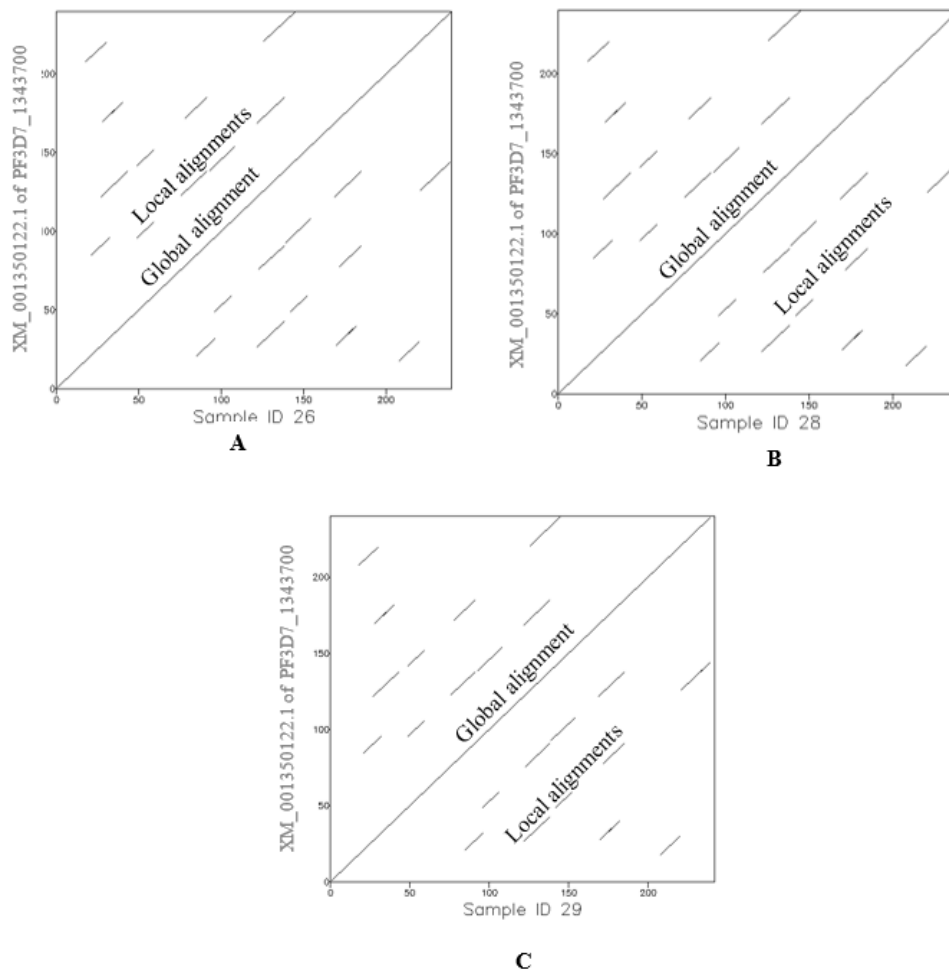 XM_001350122.1 of PF3D7_1343700
200
150
100
50
0
Local alignments
Global alignment
0 50 100 150 200
Sample ID 26
A
XM_001350122.1 of PF3D7_1343700
200
150
100
50
0
Global alignment
Local alignments
0 50 100 150 200
Sample ID 28
B
XM_001350122.1 of PF3D7_1343700
200
150
100
50
0
Global alignment
Local alignments
0 50 100 150 200
Sample ID 29
C